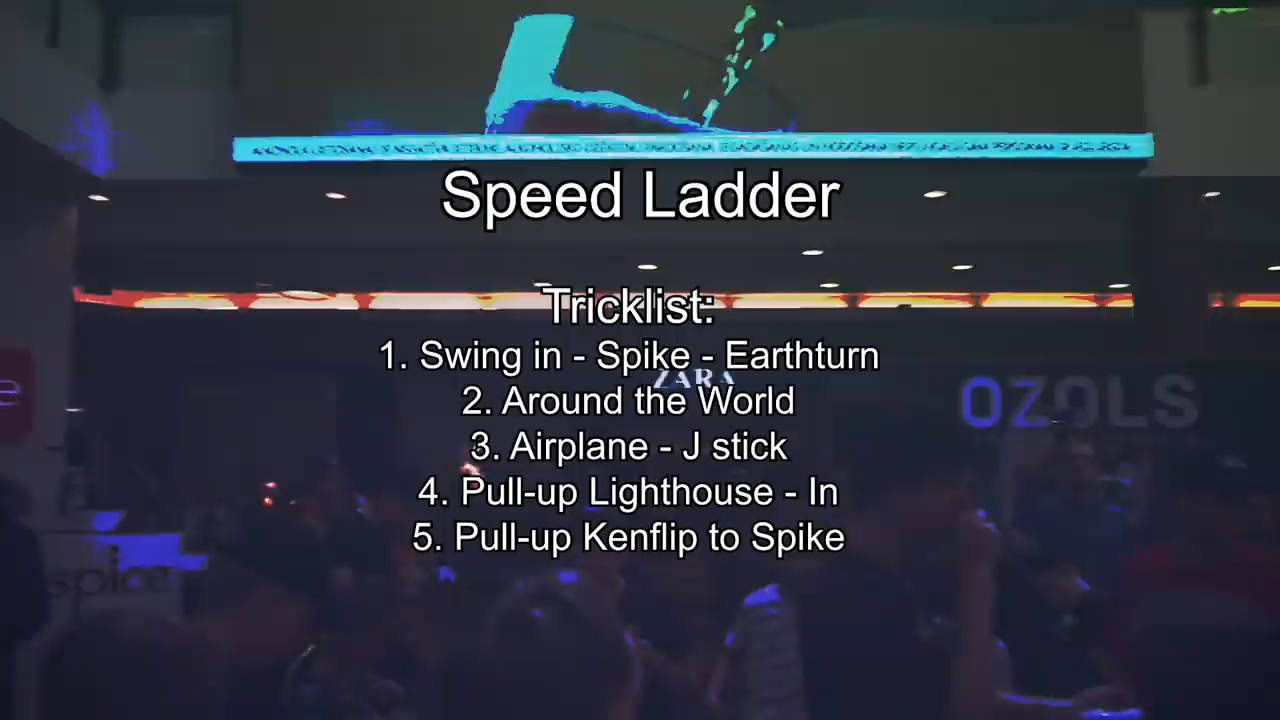 Speed Ladder
Tricklist:
1. Swing in - Spike - Earthturn
ZARA
2. Around the World
OZOLS
3. Airplane - J stick
4. Pull-up Lighthouse - In
5. Pull-up Kenflip to Spike
spice
e